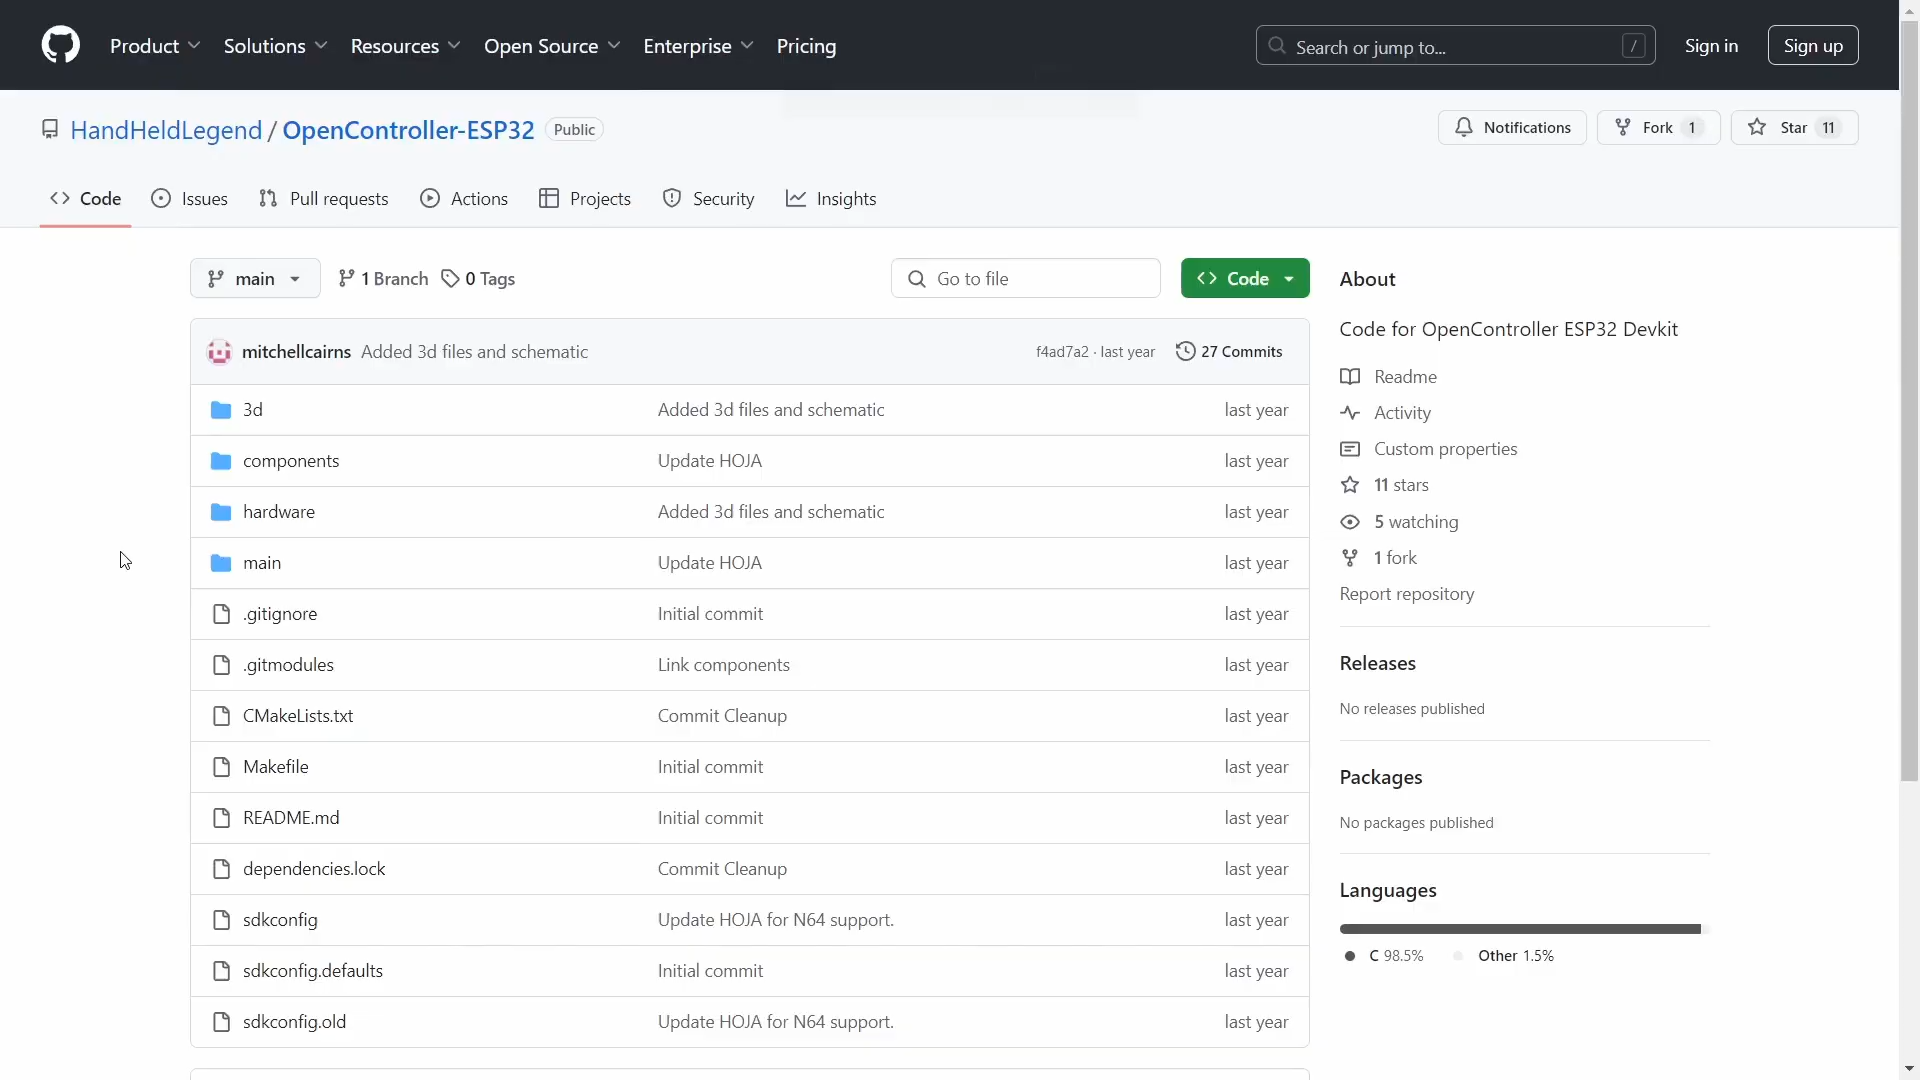 Product Solutions Resources Open Source Enterprise Pricing Search or jump to... / Sign in Sign up
HandHeldLegend / OpenController-ESP32 Public Notifications Fork 1 Star 11
Code Issues Pull requests Actions Projects Security Insights
main 1 Branch 0 Tags Go to file Code
mitchellcairns Added 3d files and schematic f4ad7a2 · last year 27 Commits
3d Added 3d files and schematic last year
components Update HOJA last year
hardware Added 3d files and schematic last year
main Update HOJA last year
.gitignore Initial commit last year
.gitmodules Link components last year
CMakeLists.txt Commit Cleanup last year
Makefile Initial commit last year
README.md Initial commit last year
dependencies.lock Commit Cleanup last year
sdkconfig Update HOJA for N64 support. last year
sdkconfig.defaults Initial commit last year
sdkconfig.old Update HOJA for N64 support. last year
About
Code for OpenController ESP32 Devkit
Readme
Activity
Custom properties
11 stars
5 watching
1 fork
Report repository
Releases
No releases published
Packages
No packages published
Languages
C 98.5% Other 1.5%